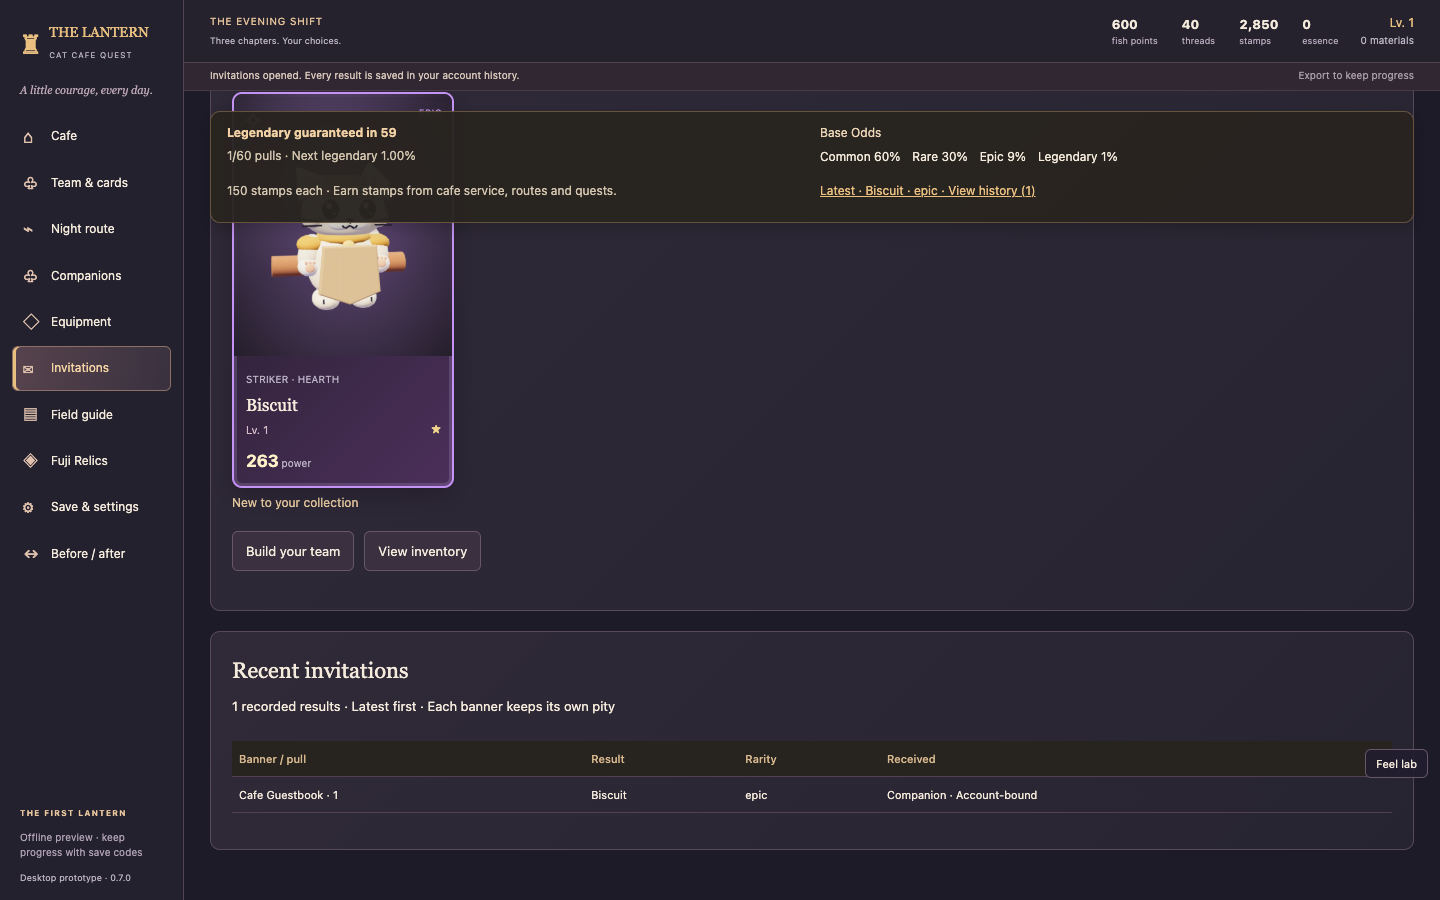 THE LANTERN
CAT CAFE QUEST
A little courage, every day.
Cafe
Team & cards
Night route
Companions
Equipment
Invitations
Field guide
Fuji Relics
Save & settings
Before / after
THE FIRST LANTERN
Offline preview · keep
progress with save codes
Desktop prototype · 0.7.0
THE EVENING SHIFT
Three chapters. Your choices.
600
fish points
40
threads
2,850
stamps
0
essence
Lv. 1
0 materials
Invitations opened. Every result is saved in your account history.
Export to keep progress
Legendary guaranteed in 59
1/60 pulls · Next legendary 1.00%
150 stamps each · Earn stamps from cafe service, routes and quests.
Base Odds
Common 60% Rare 30% Epic 9% Legendary 1%
Latest · Biscuit · epic · View history (1)
STRIKER · HEARTH
Biscuit
Lv. 1
263 power
New to your collection
Build your team
View inventory
Recent invitations
1 recorded results · Latest first · Each banner keeps its own pity
Banner / pull Result Rarity Received
Cafe Guestbook · 1 Biscuit epic Companion · Account-bound
Feel lab